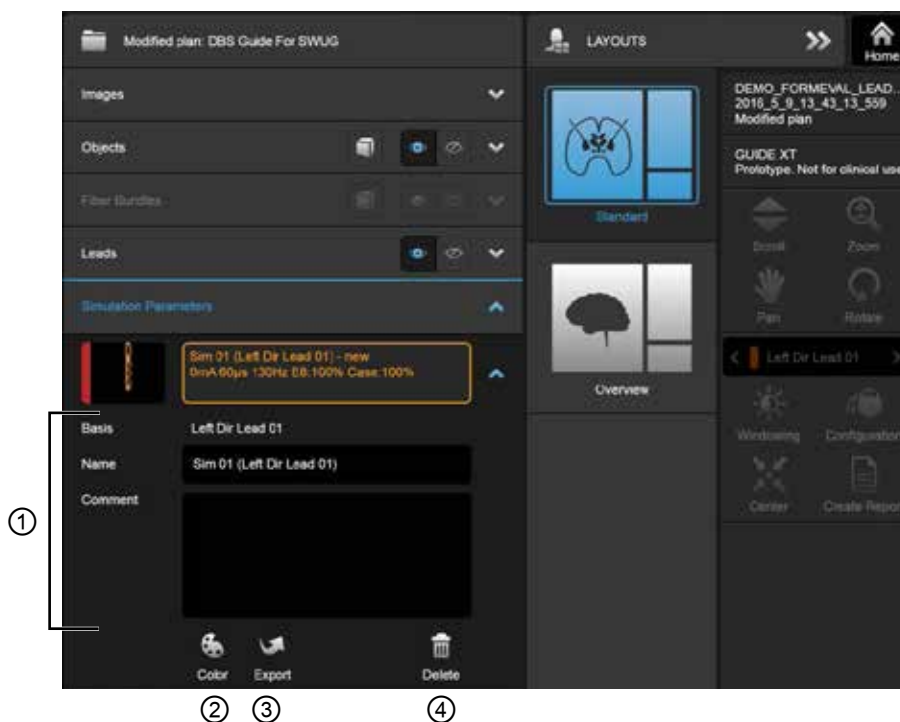 Modified plan: DBS Guide For SWUG
LAYOUTS
Home
Images
DEMO_FORMEVAL_LEAD...
2016_5_9_13_43_13_559
Modified plan
Objects
GUIDE XT
Prototype. Not for clinical use
Fiber Bundles
Standard
Scroll
Zoom
Leads
Pan
Rotate
Simulation Parameters
Sim 01 (Left Dir Lead 01) - new
0mA 60µs 130Hz E8:100% Case:100%
Left Dir Lead 01
Overview
Basis
Left Dir Lead 01
Windowing
Configuration
Name
Sim 01 (Left Dir Lead 01)
Comment
Center
Create Report
①
Color
Export
Delete
②
③
④